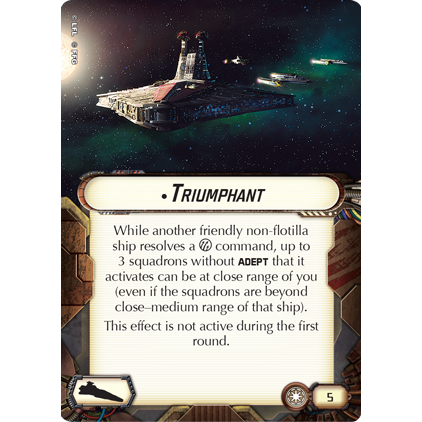 © LFL © FFG
• TRIUMPHANT
While another friendly non-flotilla
ship resolves a command, up to
3 squadrons without ADEPT that it
activates can be at close range of you
(even if the squadrons are beyond
close–medium range of that ship).
This effect is not active during the first
round.
5